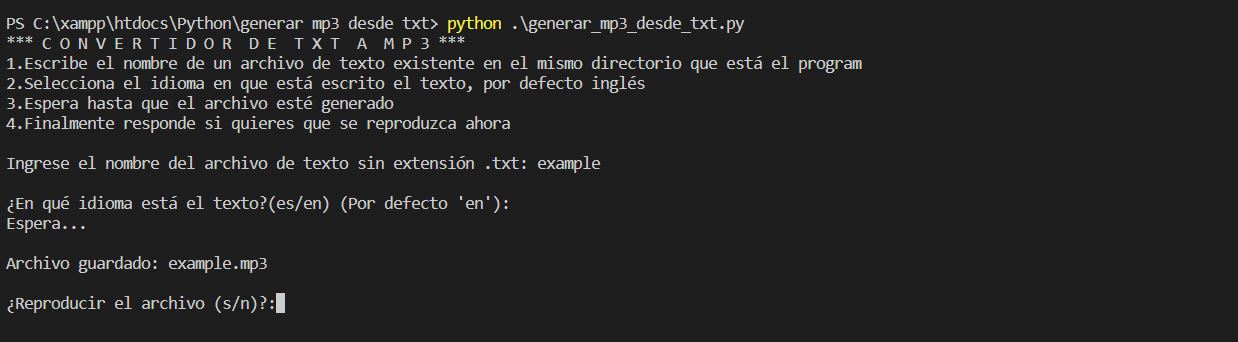 PS C:\xampp\htdocs\Python\generar mp3 desde txt> python .\generar_mp3_desde_txt.py
*** C O N V E R T I D O R  D E  T X T  A  M P 3 ***
1.Escribe el nombre de un archivo de texto existente en el mismo directorio que está el program
2.Selecciona el idioma en que está escrito el texto, por defecto inglés
3.Espera hasta que el archivo esté generado
4.Finalmente responde si quieres que se reproduzca ahora
Ingrese el nombre del archivo de texto sin extensión .txt: example
¿En qué idioma está el texto?(es/en) (Por defecto 'en'):
Espera...
Archivo guardado: example.mp3
¿Reproducir el archivo (s/n)?: